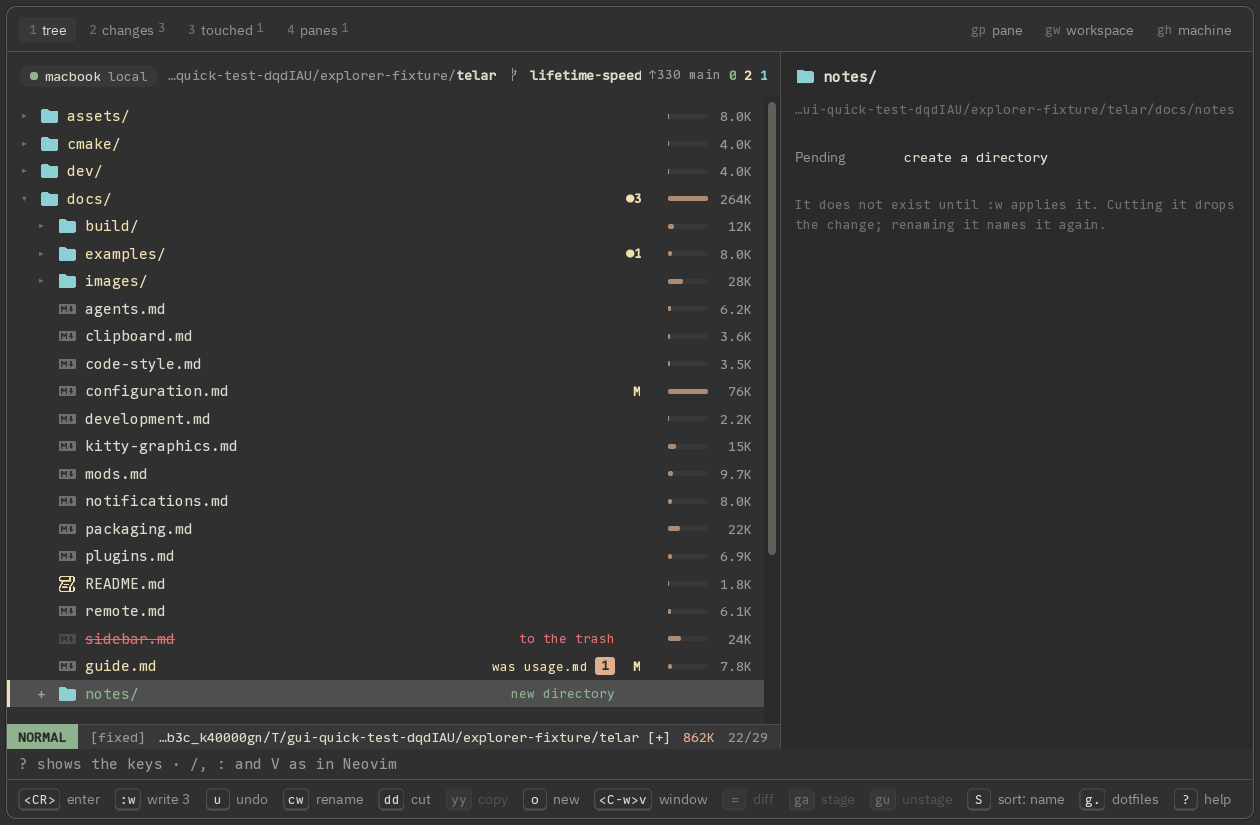 1 tree 2 changes 3 3 touched 1 4 panes 1 gp pane gw workspace gh machine
macbook local …quick-test-dqdIAU/explorer-fixture/telar lifetime-speed ↑330 main 0 2 1
assets/ 8.0K
cmake/ 4.0K
dev/ 4.0K
docs/ ●3 264K
build/ 12K
examples/ ●1 8.0K
images/ 28K
agents.md 6.2K
clipboard.md 3.6K
code-style.md 3.5K
configuration.md M 76K
development.md 2.2K
kitty-graphics.md 15K
mods.md 9.7K
notifications.md 8.0K
packaging.md 22K
plugins.md 6.9K
README.md 1.8K
remote.md 6.1K
sidebar.md to the trash 24K
guide.md was usage.md 1 M 7.8K
+ notes/ new directory
NORMAL [fixed] …b3c_k40000gn/T/gui-quick-test-dqdIAU/explorer-fixture/telar [+] 862K 22/29
notes/
…ui-quick-test-dqdIAU/explorer-fixture/telar/docs/notes
Pending create a directory
It does not exist until :w applies it. Cutting it drops
the change; renaming it names it again.
? shows the keys · /, : and V as in Neovim
<CR> enter :w write 3 u undo cw rename dd cut yy copy o new <C-w>v window = diff ga stage gu unstage S sort: name g. dotfiles ? help